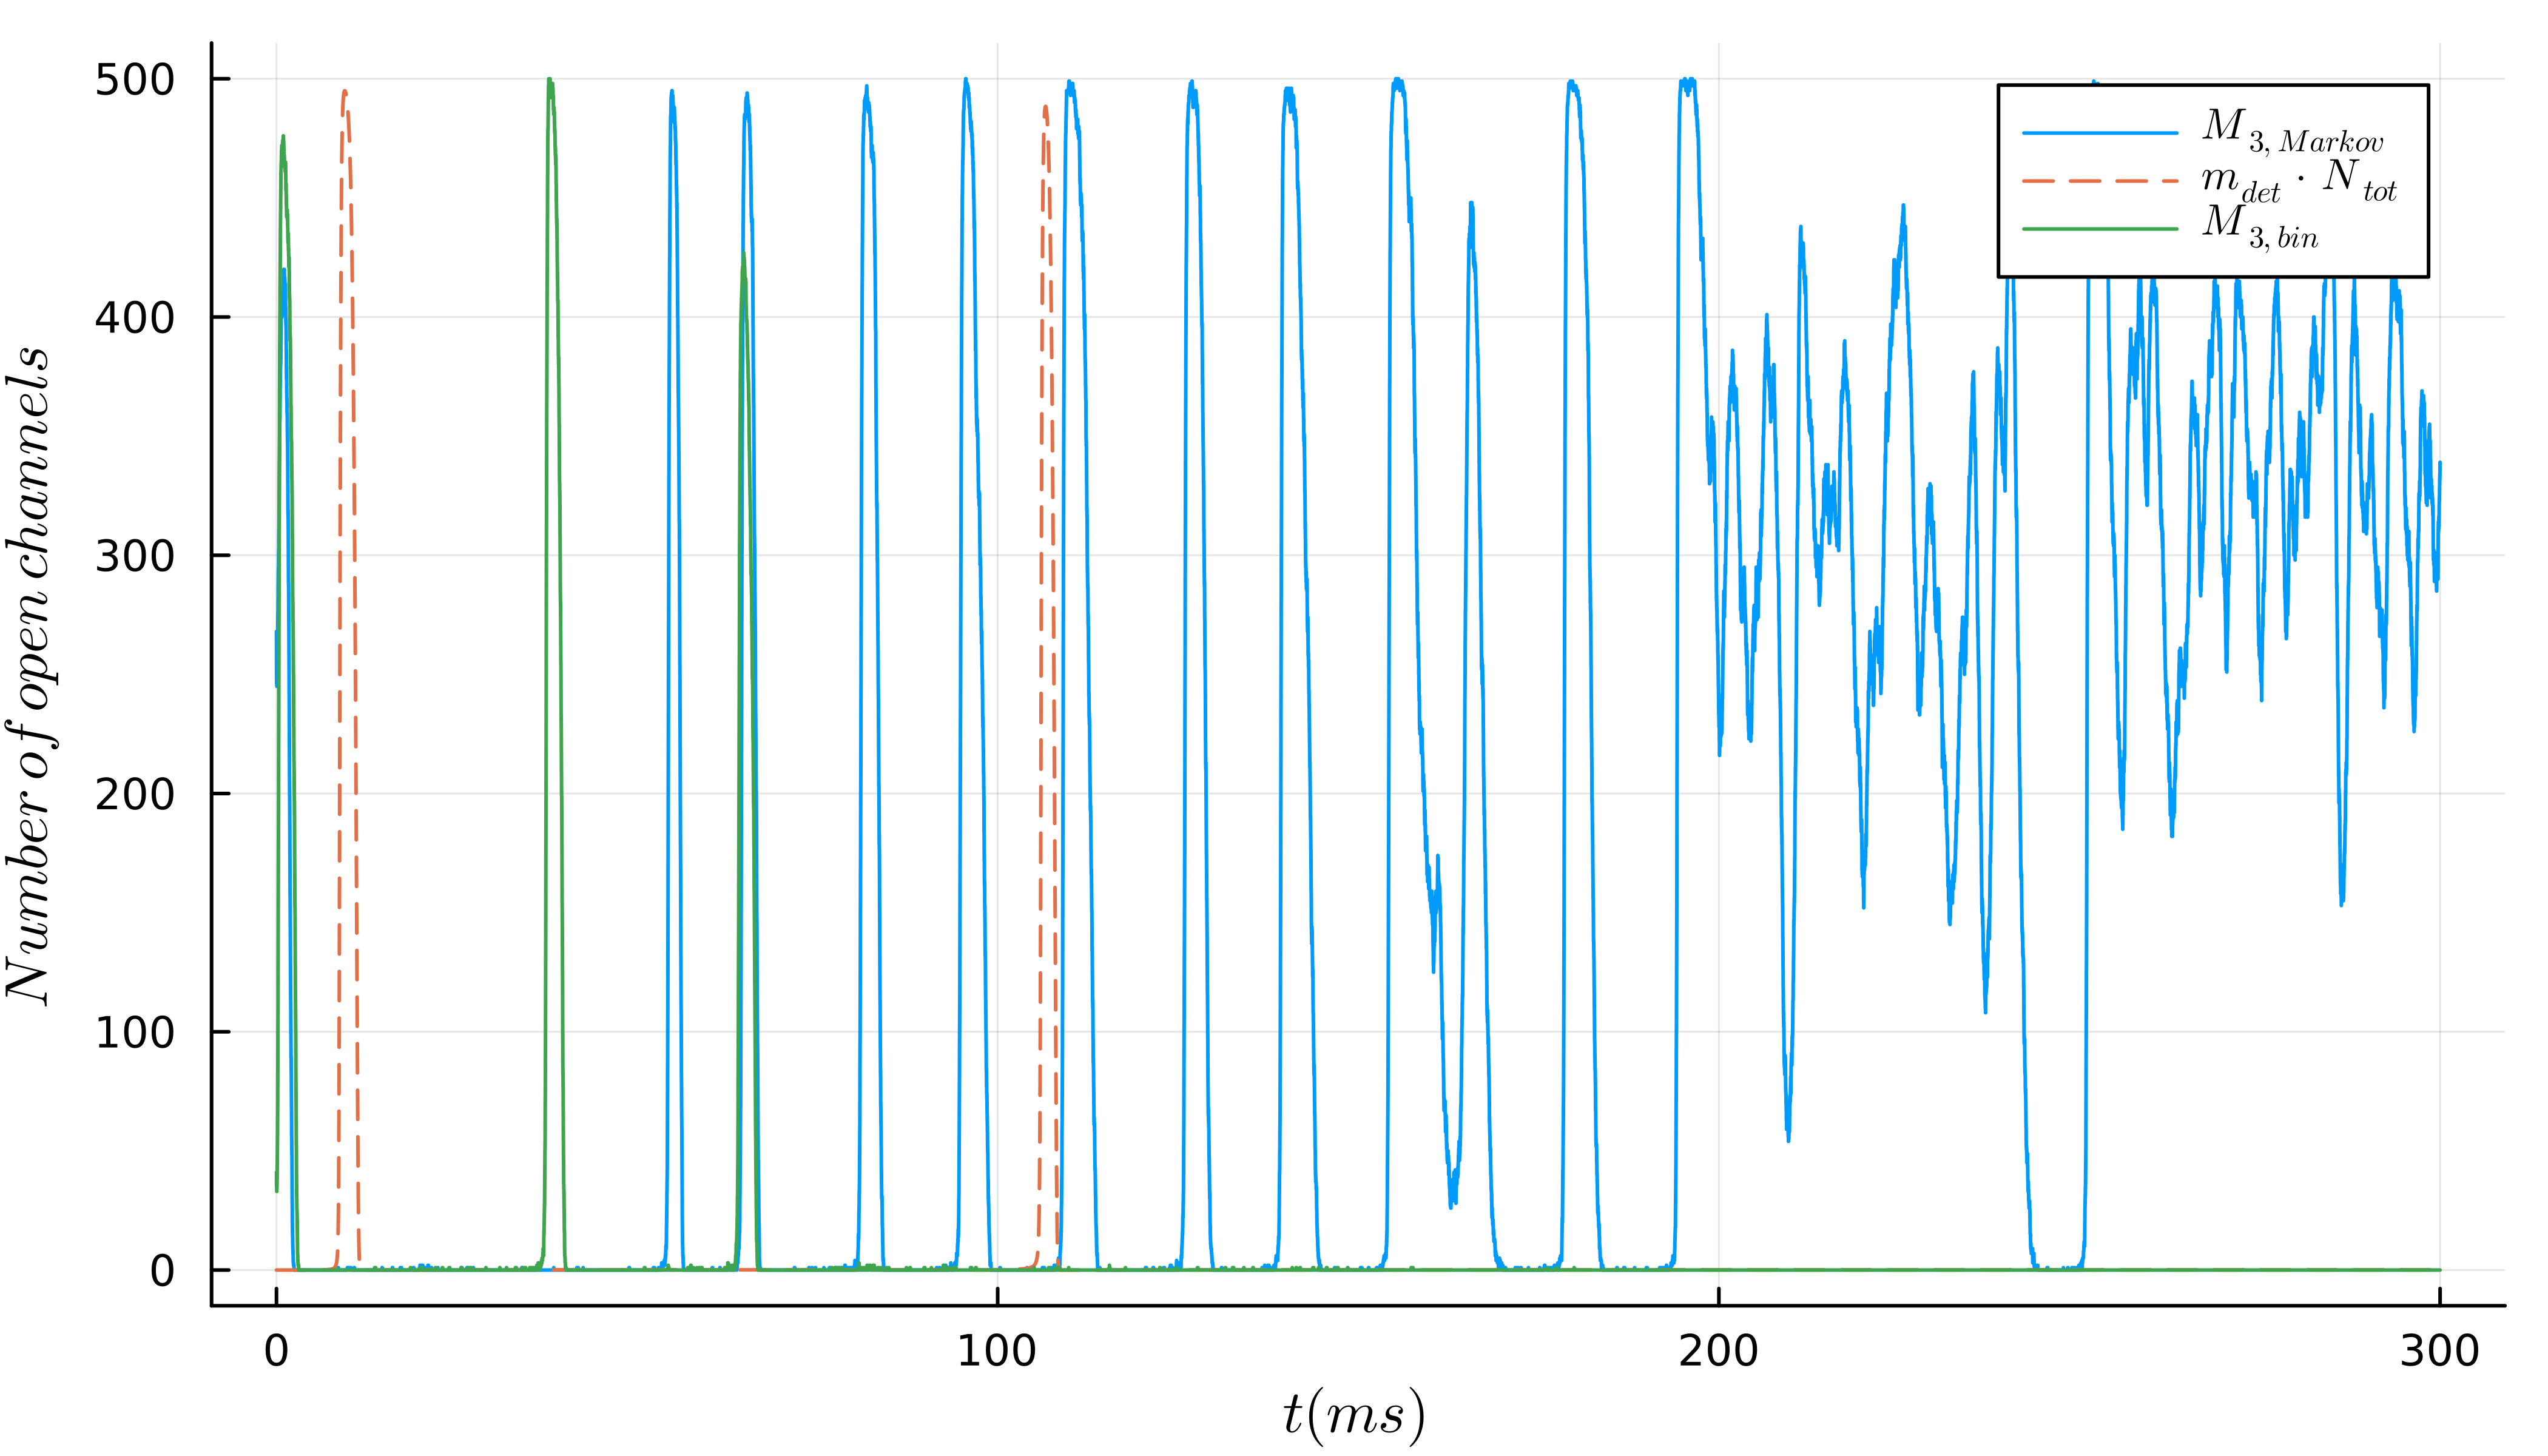 Number of open channels
500
400
300
200
100
0
0 100 200 300
t(ms)
M3, Markov
mdet · Ntot
M3, bin